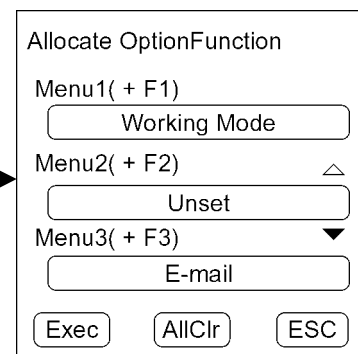 Allocate OptionFunction
Menu1( + F1)
Working Mode
Menu2( + F2)
Unset
Menu3( + F3)
E-mail
Exec AllClr ESC